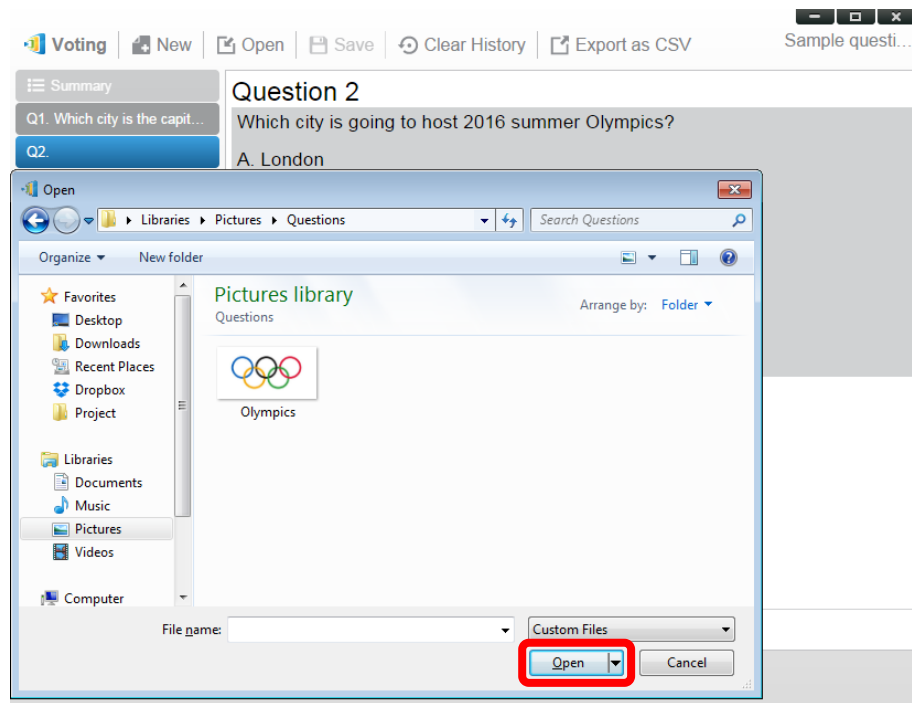 Voting New Open Save Clear History Export as CSV Sample questi...
Summary
Question 2
Q1. Which city is the capit...
Which city is going to host 2016 summer Olympics?
Q2.
A. London
Open
Libraries Pictures Questions Search Questions
Organize New folder
Favorites
Desktop
Downloads
Recent Places
Dropbox
Project
Libraries
Documents
Music
Pictures
Videos
Computer
Pictures library
Questions
Arrange by: Folder
Olympics
File name: Custom Files
Open Cancel